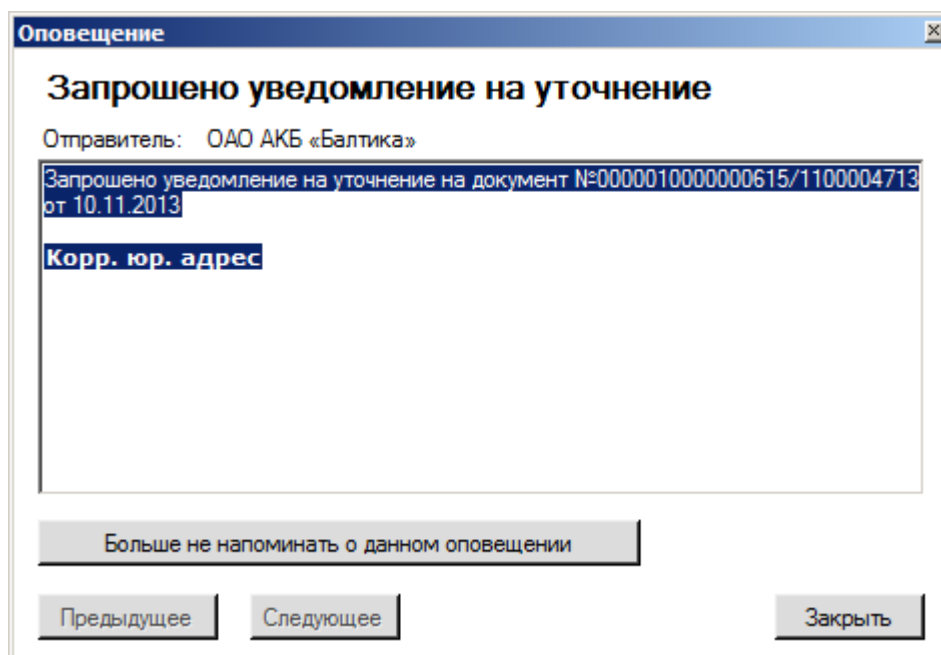 Оповещение
Запрошено уведомление на уточнение
Отправитель: ОАО АКБ «Балтика»
Запрошено уведомление на уточнение на документ №0000010000000615/1100004713
от 10.11.2013
Корр. юр. адрес
Больше не напоминать о данном оповещении
Предыдущее Следующее Закрыть